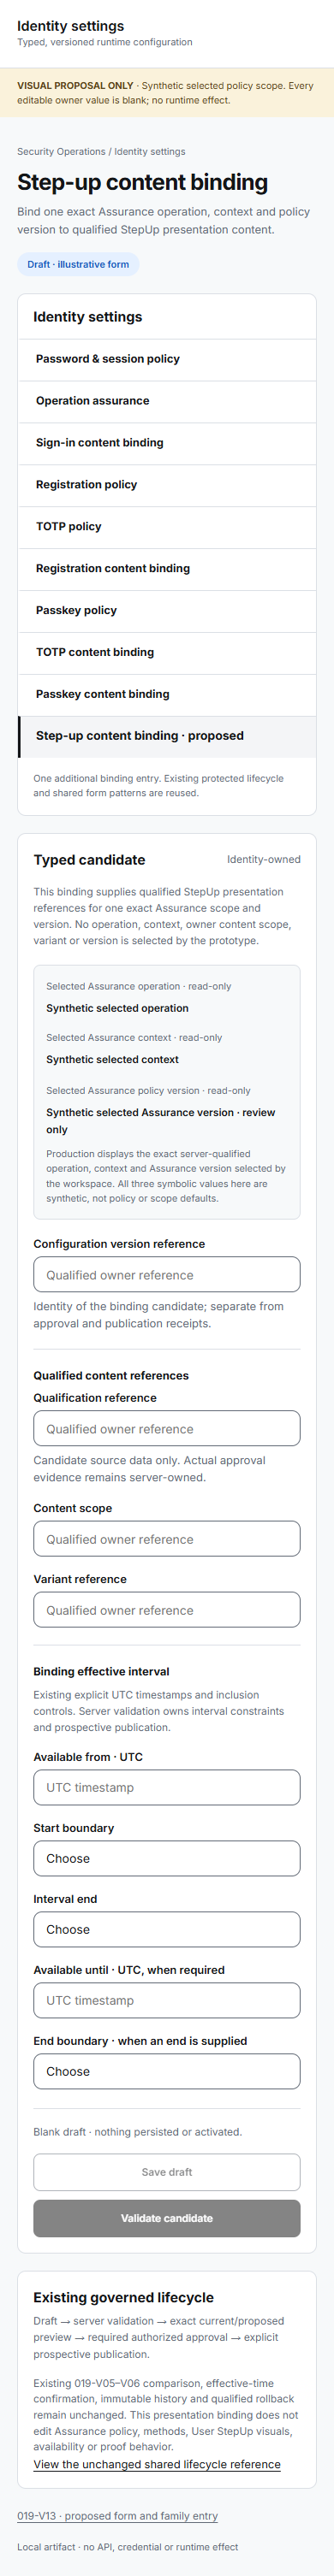 Identity settings
Typed, versioned runtime configuration
VISUAL PROPOSAL ONLY · Synthetic selected policy scope. Every
editable owner value is blank; no runtime effect.
Security Operations / Identity settings
Step-up content binding
Bind one exact Assurance operation, context and policy
version to qualified StepUp presentation content.
Draft · illustrative form
Identity settings
Password & session policy
Operation assurance
Sign-in content binding
Registration policy
TOTP policy
Registration content binding
Passkey policy
TOTP content binding
Passkey content binding
Step-up content binding · proposed
One additional binding entry. Existing protected lifecycle
and shared form patterns are reused.
Typed candidate
Identity-owned
This binding supplies qualified StepUp presentation
references for one exact Assurance scope and
version. No operation, context, owner content scope,
variant or version is selected by the prototype.
Selected Assurance operation · read-only
Synthetic selected operation
Selected Assurance context · read-only
Synthetic selected context
Selected Assurance policy version · read-only
Synthetic selected Assurance version · review
only
Production displays the exact server-qualified
operation, context and Assurance version selected by
the workspace. All three symbolic values here are
synthetic, not policy or scope defaults.
Configuration version reference
Qualified owner reference
Identity of the binding candidate; separate from
approval and publication receipts.
Qualified content references
Qualification reference
Qualified owner reference
Candidate source data only. Actual approval
evidence remains server-owned.
Content scope
Qualified owner reference
Variant reference
Qualified owner reference
Binding effective interval
Existing explicit UTC timestamps and inclusion
controls. Server validation owns interval constraints
and prospective publication.
Available from · UTC
UTC timestamp
Start boundary
Choose
Interval end
Choose
Available until · UTC, when required
UTC timestamp
End boundary · when an end is supplied
Choose
Blank draft · nothing persisted or activated.
Save draft
Validate candidate
Existing governed lifecycle
Draft → server validation → exact current/proposed
preview → required authorized approval → explicit
prospective publication.
Existing 019-V05–V06 comparison, effective-time
confirmation, immutable history and qualified rollback
remain unchanged. This presentation binding does not
edit Assurance policy, methods, User StepUp visuals,
availability or proof behavior.
View the unchanged shared lifecycle reference
019-V13 · proposed form and family entry
Local artifact · no API, credential or runtime effect